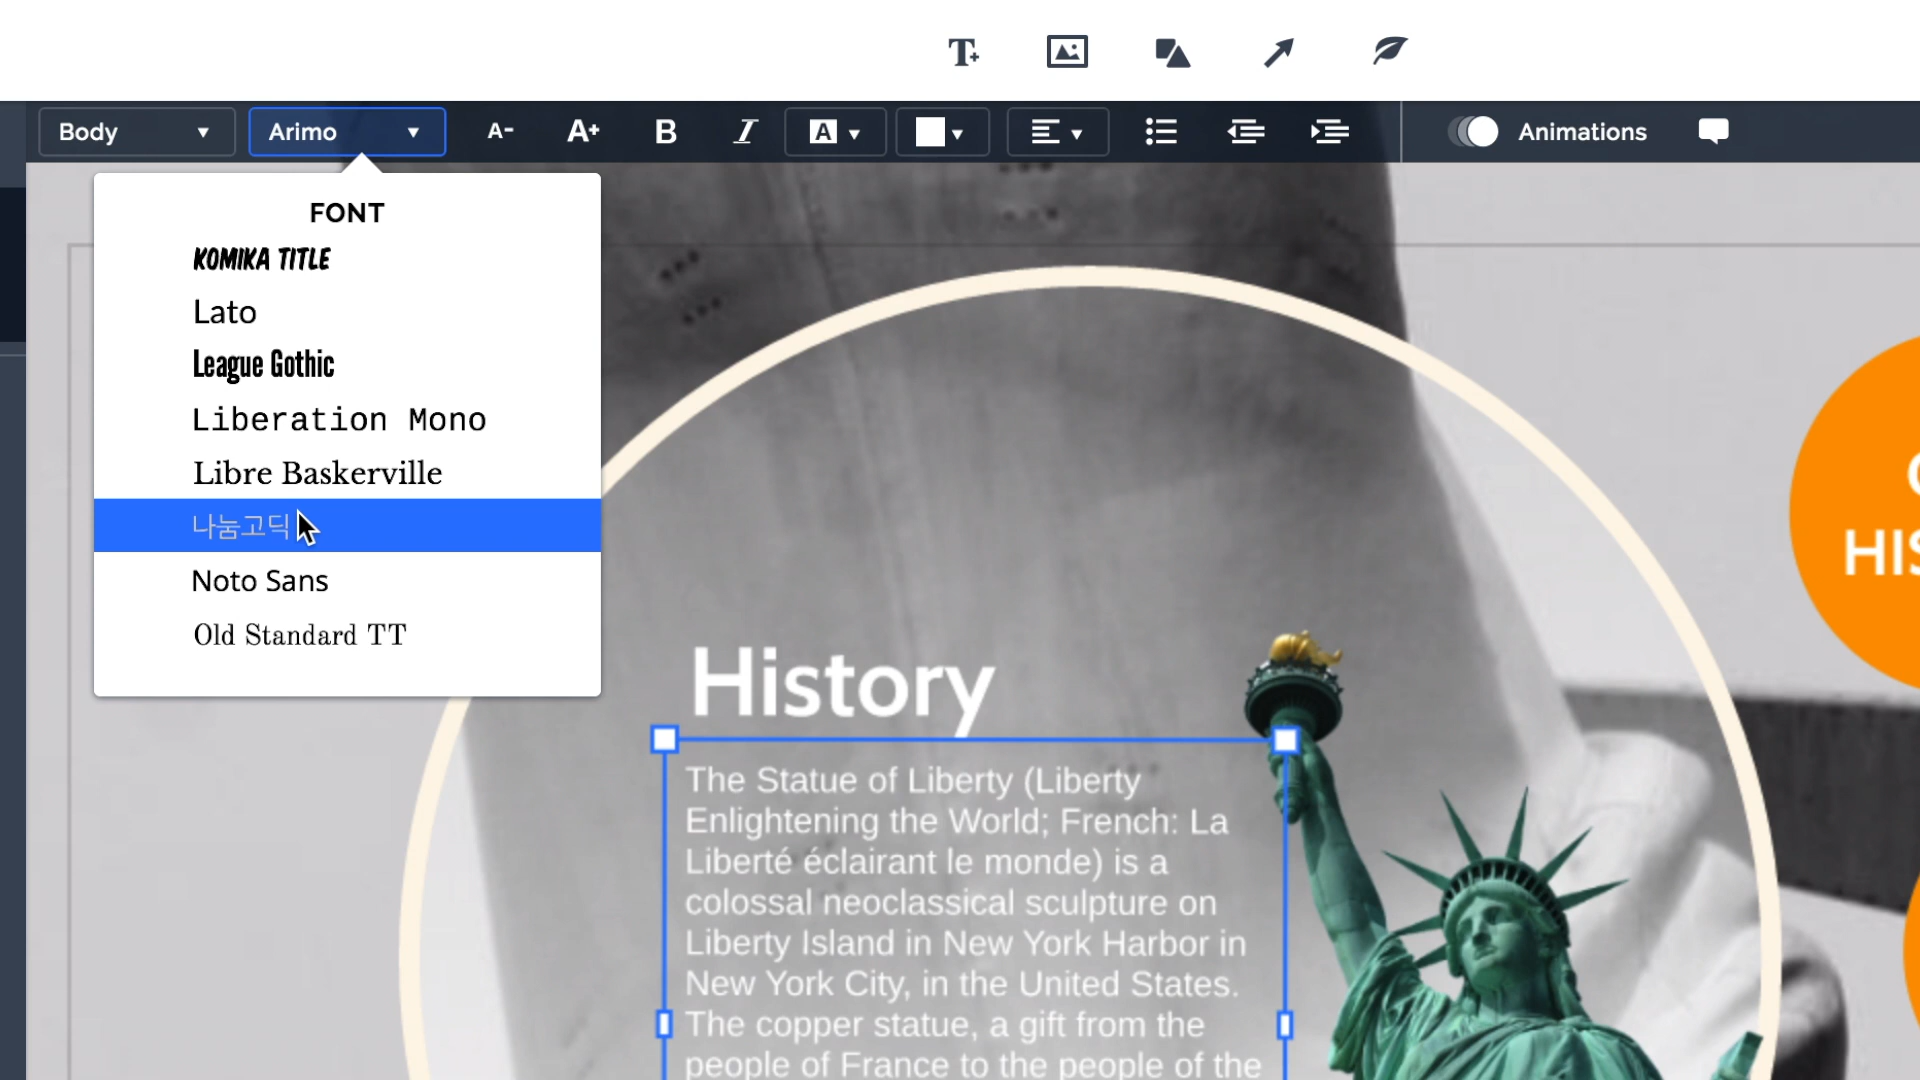 Body
Arimo
A-
A+
B
I
A
Animations
FONT
KOMIKA TITLE
Lato
League Gothic
Liberation Mono
Libre Baskerville
나눔고딕
Noto Sans
Old Standard TT
History
The Statue of Liberty (Liberty
Enlightening the World; French: La
Liberté éclairant le monde) is a
colossal neoclassical sculpture on
Liberty Island in New York Harbor in
New York City, in the United States.
The copper statue, a gift from the
people of France to the people of the